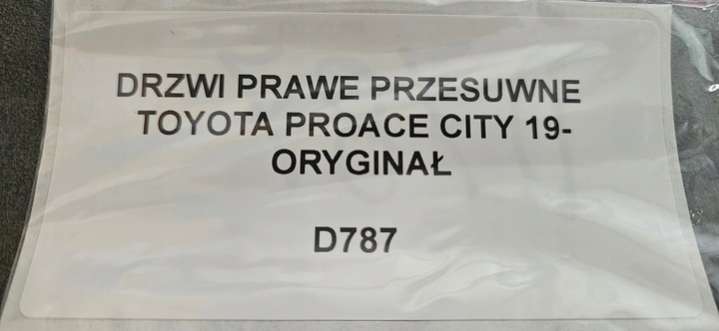 DRZWI PRAWE PRZESUWNE
TOYOTA PROACE CITY 19-
ORYGINAŁ
D787